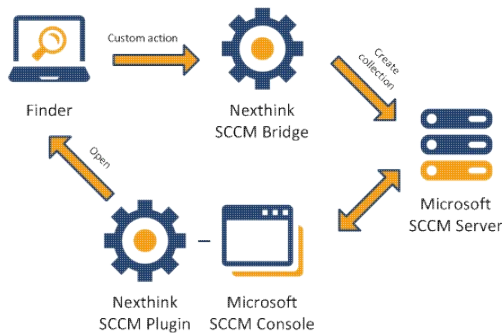 Custom action
Create
collection
Finder
Nexthink
SCCM Bridge
Open
Microsoft
SCCM Server
Nexthink
SCCM Plugin
Microsoft
SCCM Console